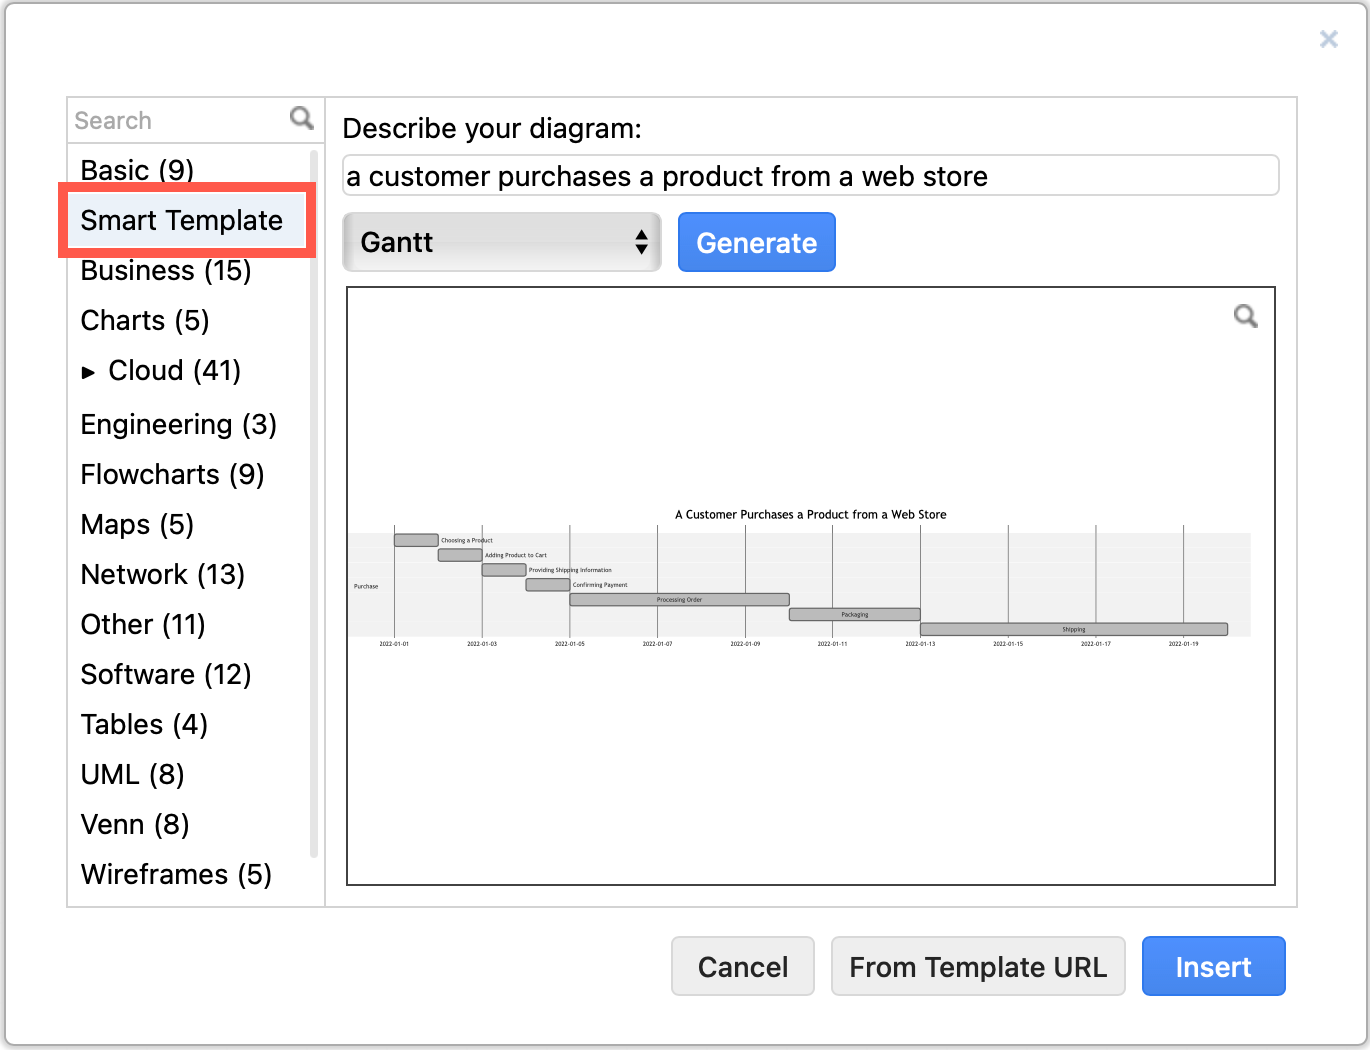 ×
Search
Basic (9)
Smart Template
Business (15)
Charts (5)
► Cloud (41)
Engineering (3)
Flowcharts (9)
Maps (5)
Network (13)
Other (11)
Software (12)
Tables (4)
UML (8)
Venn (8)
Wireframes (5)
Describe your diagram:
a customer purchases a product from a web store
Gantt
Generate
A Customer Purchases a Product from a Web Store
Choosing a Product
Adding Product to Cart
Providing Shipping Information
Confirming Payment
Purchase
Processing Order
Packaging
Shipping
2022-01-01 2022-01-03 2022-01-05 2022-01-07 2022-01-09 2022-01-11 2022-01-13 2022-01-15 2022-01-17 2022-01-19
Cancel
From Template URL
Insert